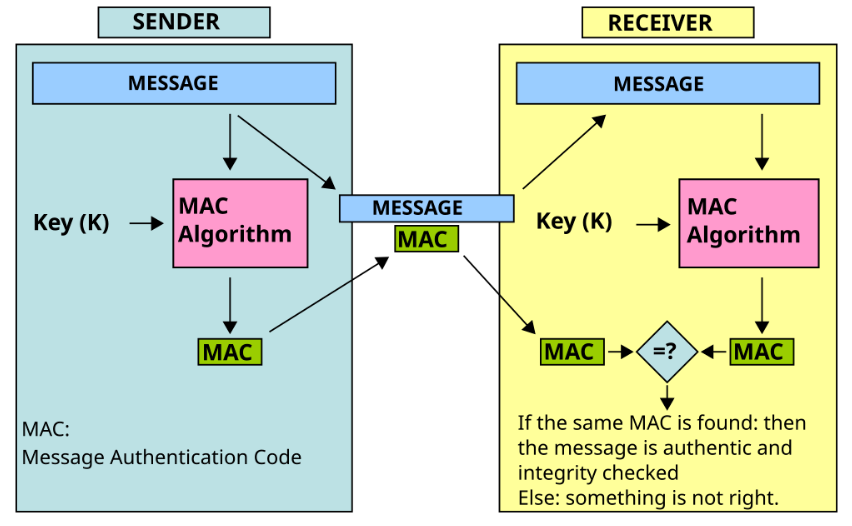 SENDER
MESSAGE
Key (K)
MAC
Algorithm
MAC
MAC:
Message Authentication Code
MESSAGE
MAC
RECEIVER
MESSAGE
Key (K)
MAC
Algorithm
MAC
=?
MAC
If the same MAC is found: then
the message is authentic and
integrity checked
Else: something is not right.